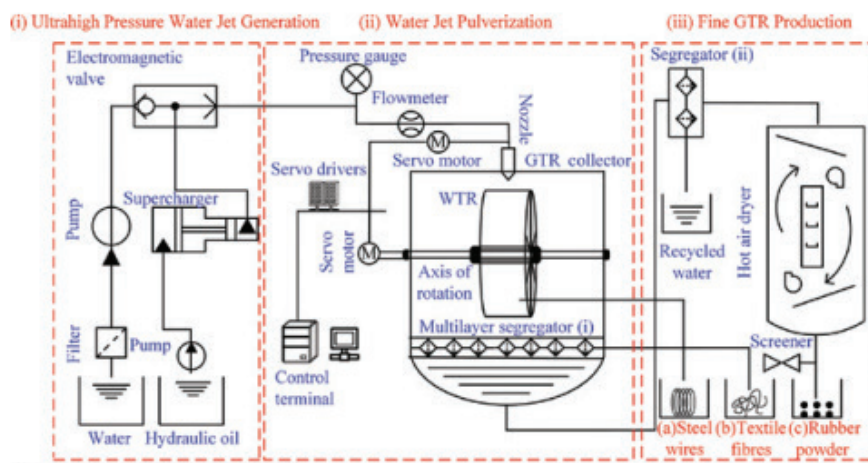 (i) Ultrahigh Pressure Water Jet Generation
(ii) Water Jet Pulverization
(iii) Fine GTR Production
Electromagnetic
valve
Pressure gauge
Flowmeter
Nozzle
Segregator (ii)
Servo motor
GTR collector
Servo drivers
Supercharger
Pump
WTR
Servo
motor
M
M
Axis of
rotation
Recycled
water
Hot air dryer
Filter
Pump
Multilayer segregator (i)
Screener
Control
terminal
Water
Hydraulic oil
(a)Steel
wires
(b)Textile
fibres
(c)Rubber
powder